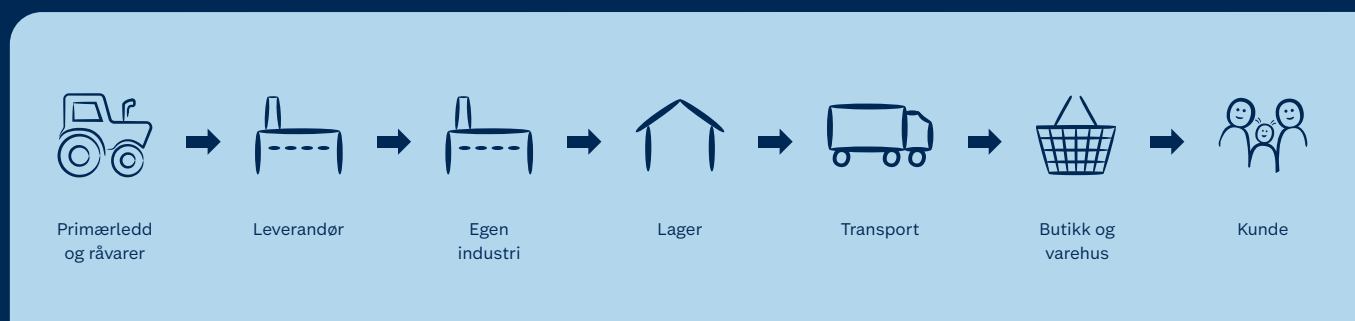 Primærledd
og råvarer
Leverandør
Egen
industri
Lager
Transport
Butikk og
varehus
Kunde